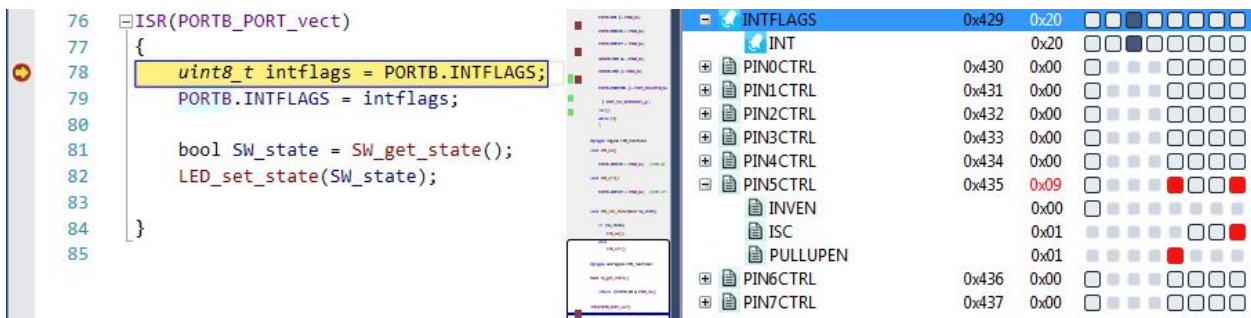 76 ISR(PORTB_PORT_vect)
77 {
78 uint8_t intflags = PORTB.INTFLAGS;
79 PORTB.INTFLAGS = intflags;
80
81 bool SW_state = SW_get_state();
82 LED_set_state(SW_state);
83
84 }
85
INTFLAGS 0x429 0x20
INT 0x20
PIN0CTRL 0x430 0x00
PIN1CTRL 0x431 0x00
PIN2CTRL 0x432 0x00
PIN3CTRL 0x433 0x00
PIN4CTRL 0x434 0x00
PIN5CTRL 0x435 0x09
INVEN 0x00
ISC 0x01
PULLUPEN 0x01
PIN6CTRL 0x436 0x00
PIN7CTRL 0x437 0x00